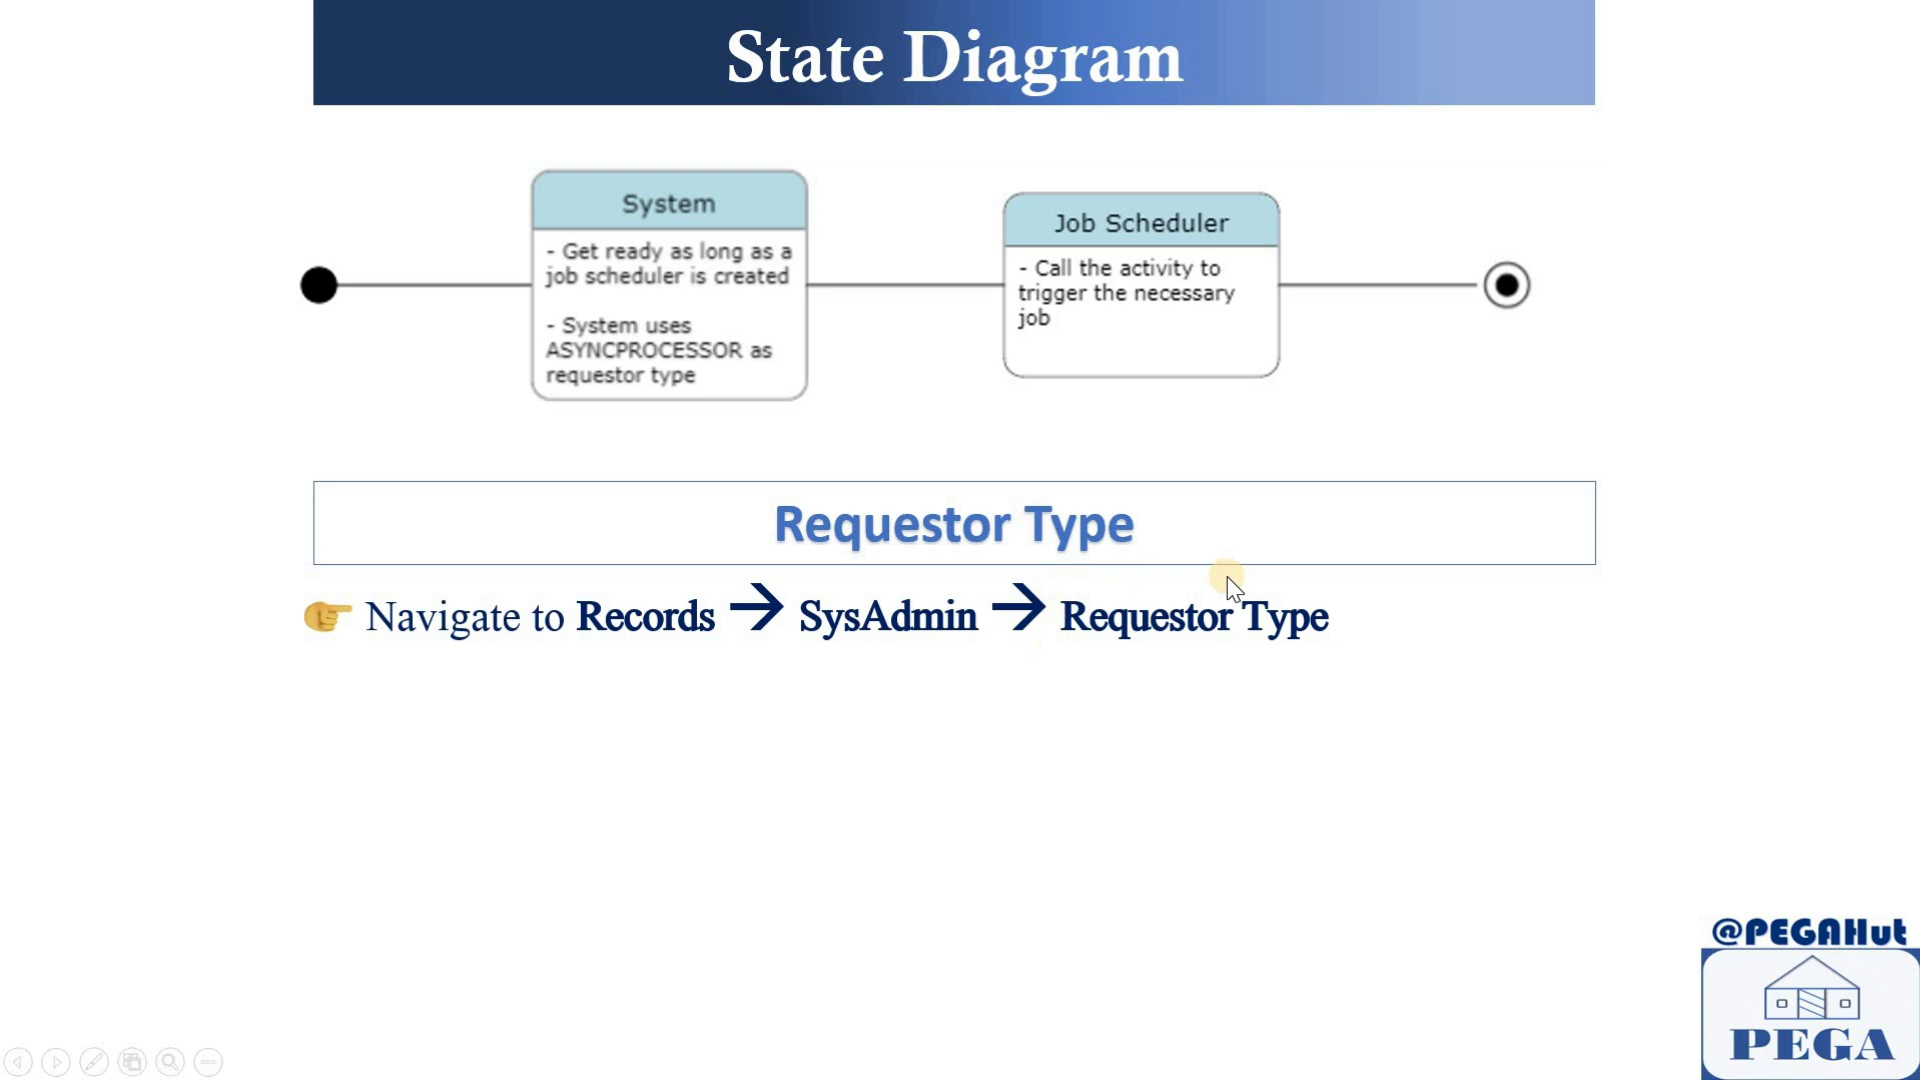 State Diagram
System
- Get ready as long as a
job scheduler is created
- System uses
ASYNCPROCESSOR as
requestor type
Job Scheduler
- Call the activity to
trigger the necessary
job
Requestor Type
Navigate to Records → SysAdmin → Requestor Type
@PEGAHut
PEGA